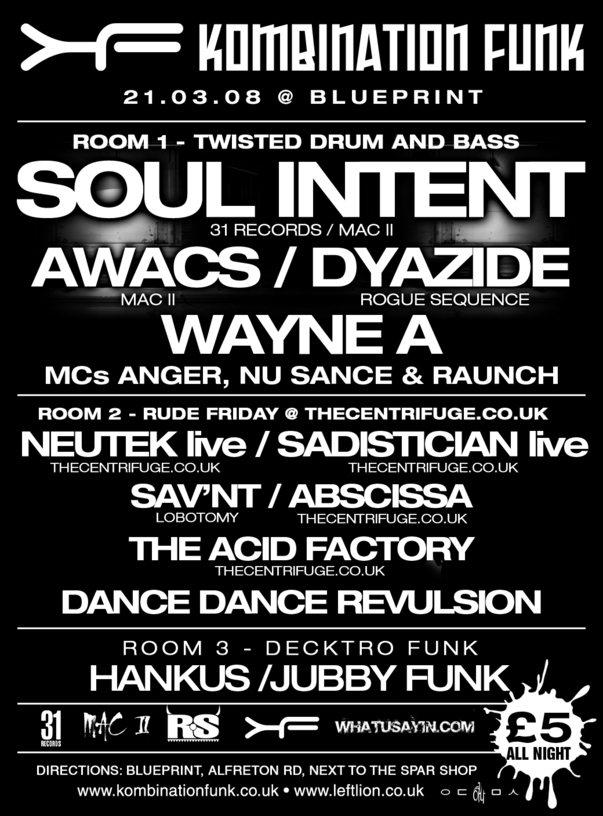 KOMBINATION FUNK
21.03.08 @ BLUEPRINT
ROOM 1 - TWISTED DRUM AND BASS
SOUL INTENT
31 RECORDS / MAC II
AWACS / DYAZIDE
MAC II ROGUE SEQUENCE
WAYNE A
MCs ANGER, NU SANCE & RAUNCH
ROOM 2 - RUDE FRIDAY @ THECENTRIFUGE.CO.UK
NEUTEK live / SADISTICIAN live
THECENTRIFUGE.CO.UK THECENTRIFUGE.CO.UK
SAV'NT / ABSCISSA
LOBOTOMY THECENTRIFUGE.CO.UK
THE ACID FACTORY
THECENTRIFUGE.CO.UK
DANCE DANCE REVULSION
ROOM 3 - DECKTRO FUNK
HANKUS /JUBBY FUNK
31 RECORDS MAC II RS WHATUSAYIN.COM
£5
ALL NIGHT
DIRECTIONS: BLUEPRINT, ALFRETON RD, NEXT TO THE SPAR SHOP
www.kombinationfunk.co.uk • www.leftlion.co.uk